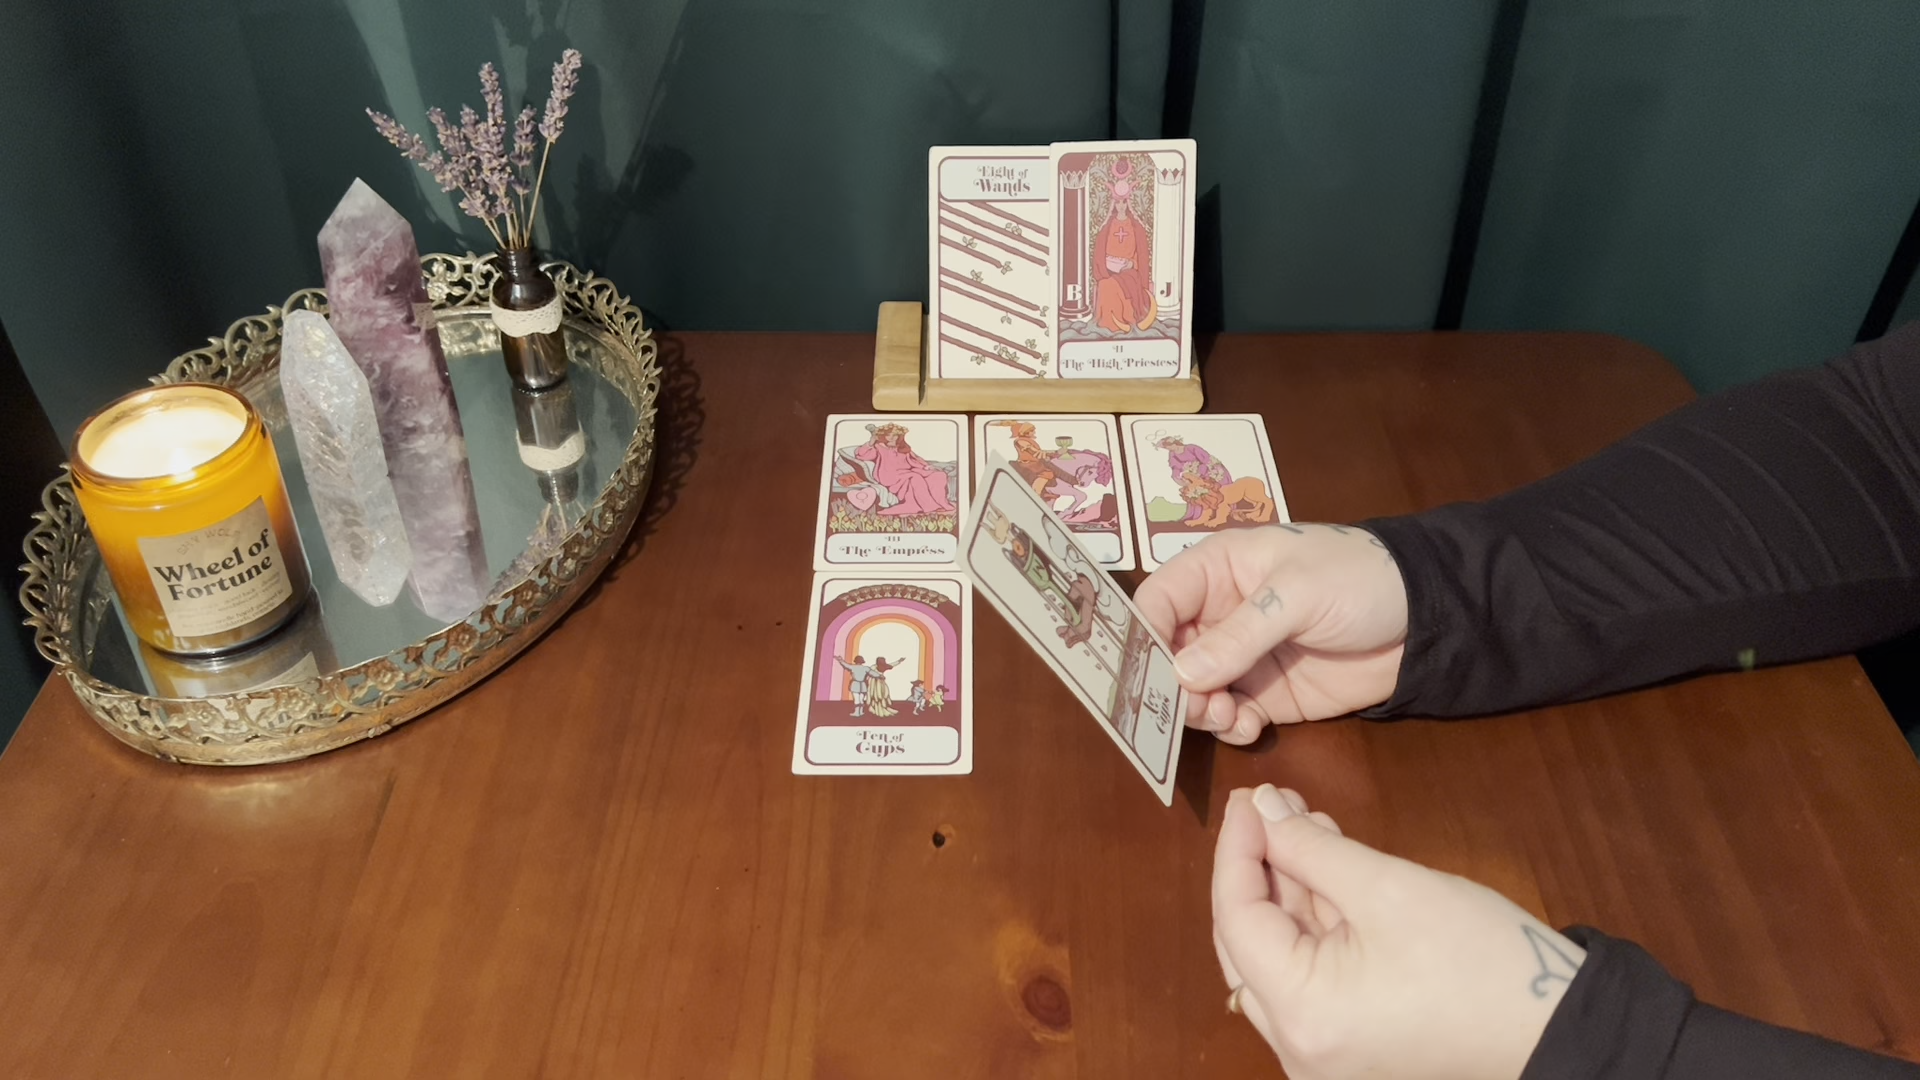 Eight of
Wands
B
J
II
The High Priestess
III
The Empress
Ten of
Cups
Ace of
Cups
Wheel of
Fortune